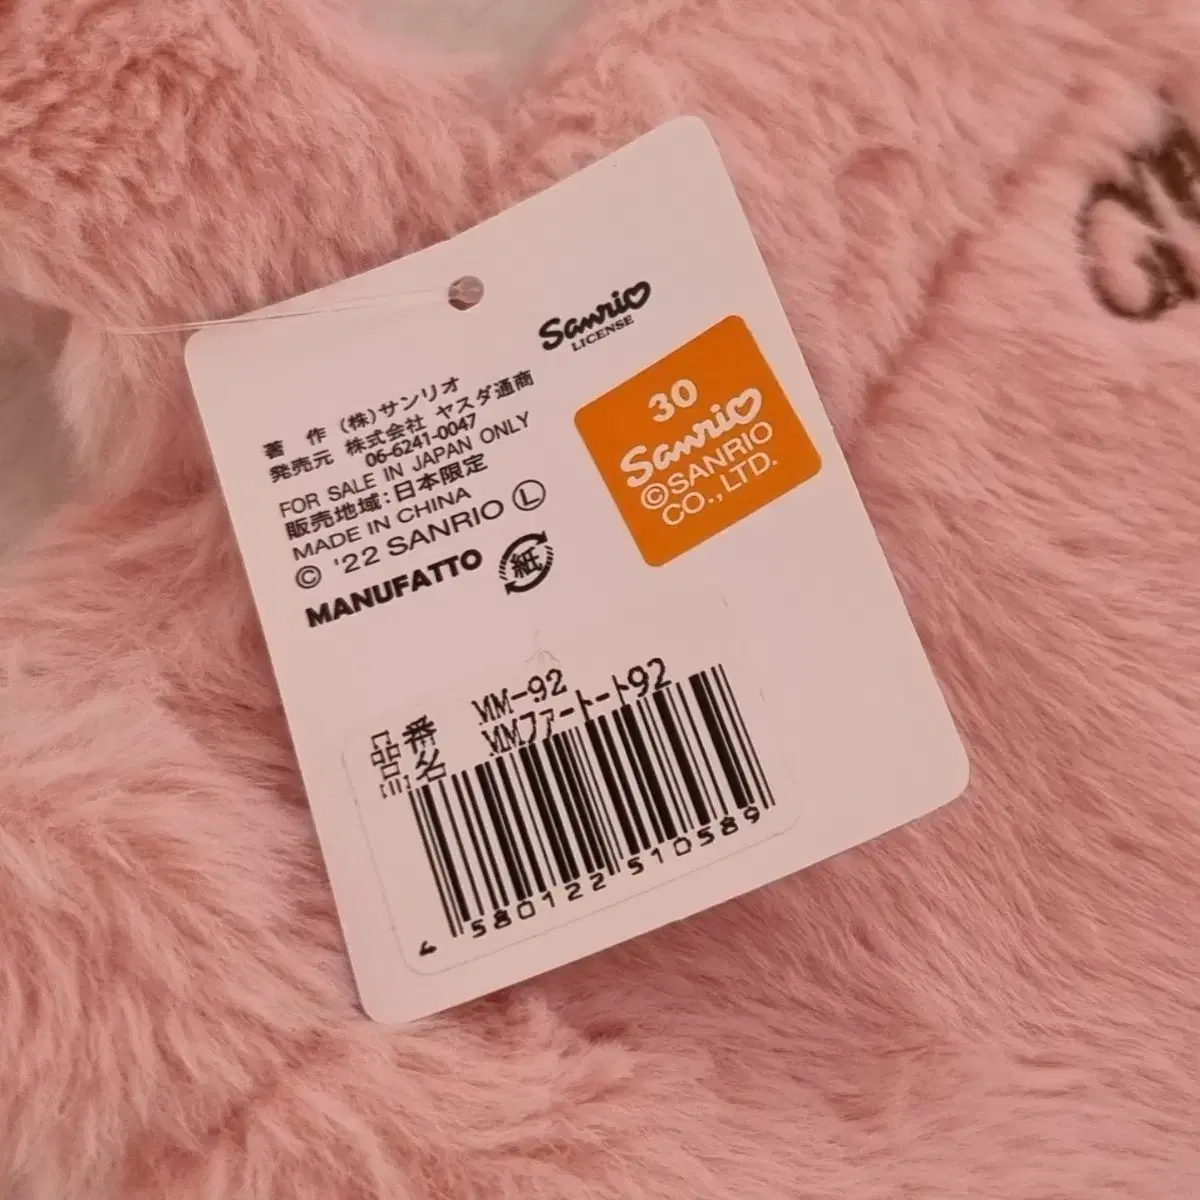 Sanrio
LICENSE
著 作 (株)サンリオ
発売元 株式会社 ヤスダ通商
06-6241-0047
FOR SALE IN JAPAN ONLY
販売地域:日本限定
MADE IN CHINA
© '22 SANRIO Ⓛ
MANUFATTO
紙
30
Sanrio
©SANRIO
CO.,LTD.
品番 MM-92
品名 MMファートート92
4 580122 510589